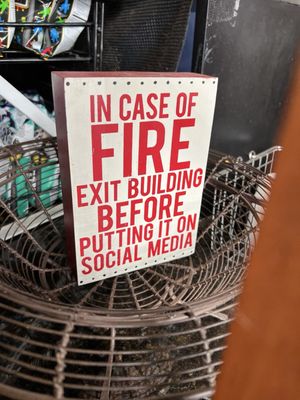 IN CASE OF
FIRE
EXIT BUILDING
BEFORE
PUTTING IT ON
SOCIAL MEDIA